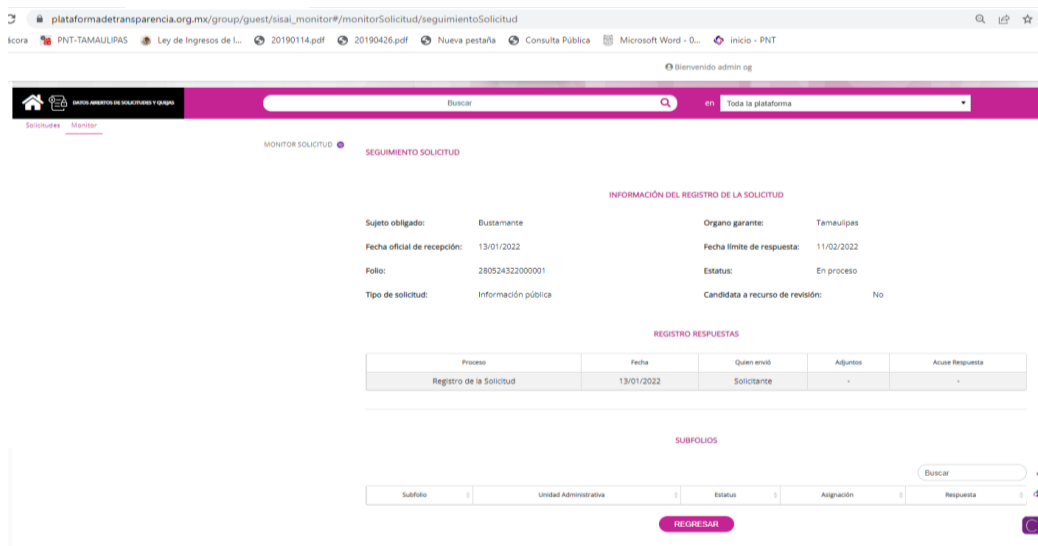 plataformadetransparencia.org.mx/group/guest/sisai_monitor#/monitorSolicitud/seguimientoSolicitud
ácora PNT-TAMAULIPAS Ley de Ingresos de l... 20190114.pdf 20190426.pdf Nueva pestaña Consulta Pública Microsoft Word - 0... inicio - PNT
Bienvenido admin og
DATOS ABIERTOS DE SOLICITUDES Y QUEJAS Buscar en Toda la plataforma
Solicitudes Monitor
MONITOR SOLICITUD
SEGUIMIENTO SOLICITUD
INFORMACIÓN DEL REGISTRO DE LA SOLICITUD
Sujeto obligado: Bustamante Organo garante: Tamaulipas
Fecha oficial de recepción: 13/01/2022 Fecha límite de respuesta: 11/02/2022
Folio: 280524322000001 Estatus: En proceso
Tipo de solicitud: Información pública Candidata a recurso de revisión: No
REGISTRO RESPUESTAS
Proceso Fecha Quien envió Adjuntos Acuse Respuesta
Registro de la Solicitud 13/01/2022 Solicitante - -
SUBFOLIOS
Buscar
Subfolio Unidad Administrativa Estatus Asignación Respuesta
REGRESAR